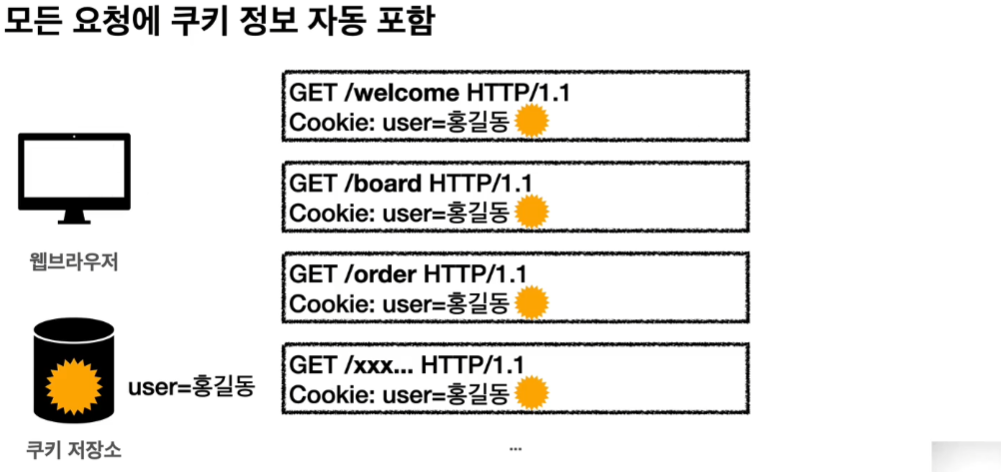 모든 요청에 쿠키 정보 자동 포함
GET /welcome HTTP/1.1
Cookie: user=홍길동
GET /board HTTP/1.1
Cookie: user=홍길동
웹브라우저
GET /order HTTP/1.1
Cookie: user=홍길동
GET /xxx... HTTP/1.1
Cookie: user=홍길동
user=홍길동
쿠키 저장소
...